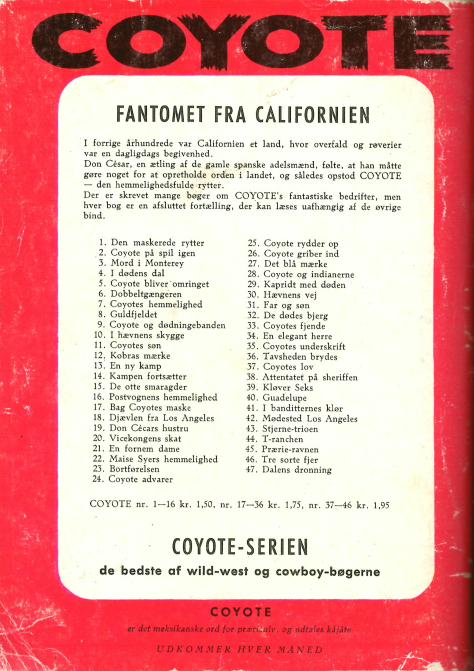 COYOTE
FANTOMET FRA CALIFORNIEN
I forrige århundrede var Californien et land, hvor overfald og røverier
var en dagligdags begivenhed.
Don César, en ætling af de gamle spanske adelsmænd, følte, at han måtte
gøre noget for at opretholde orden i landet, og således opstod COYOTE
— den hemmelighedsfulde rytter.
Der er skrevet mange bøger om COYOTE's fantastiske bedrifter, men
hver bog er en afsluttet fortælling, der kan læses uafhængig af de øvrige
bind.
1. Den maskerede rytter
2. Coyote på spil igen
3. Mord i Monterey
4. I dødens dal
5. Coyote bliver omringet
6. Dobbeltgængeren
7. Coyotes hemmelighed
8. Guldfjeldet
9. Coyote og dødningebanden
10. I hævnens skygge
11. Coyotes søn
12. Kobras mærke
13. En ny kamp
14. Kampen fortsætter
15. De otte smaragder
16. Postvognens hemmelighed
17. Bag Coyotes maske
18. Djævlen fra Los Angeles
19. Don Cécars hustru
20. Vicekongens skat
21. En fornem dame
22. Maise Syers hemmelighed
23. Bortførelsen
24. Coyote advarer
25. Coyote rydder op
26. Coyote griber ind
27. Det blå mærke
28. Coyote og indianerne
29. Kapridt med døden
30. Hævnens vej
31. Far og søn
32. De dødes bjerg
33. Coyotes fjende
34. En elegant herre
35. Coyotes underskrift
36. Tavsheden brydes
37. Coyotes lov
38. Attentatet på sheriffen
39. Kløver Seks
40. Guadelupe
41. I banditternes klør
42. Mødested Los Angeles
43. Stjerne-trioen
44. T-ranchen
45. Prærie-ravnen
46. Tre sorte fjer
47. Dalens dronning
COYOTE nr. 1—16 kr. 1,50, nr. 17—36 kr. 1,75, nr. 37—46 kr. 1,95
COYOTE-SERIEN
de bedste af wild-west og cowboy-bøgerne
COYOTE
er det meksikanske ord for præriulv, og udtales kåjåte
UDKOMMER HVER MÅNED